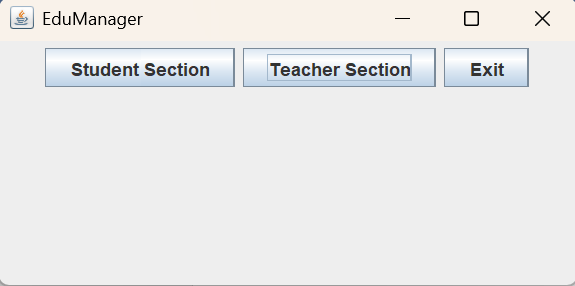 EduManager
Student Section Teacher Section Exit